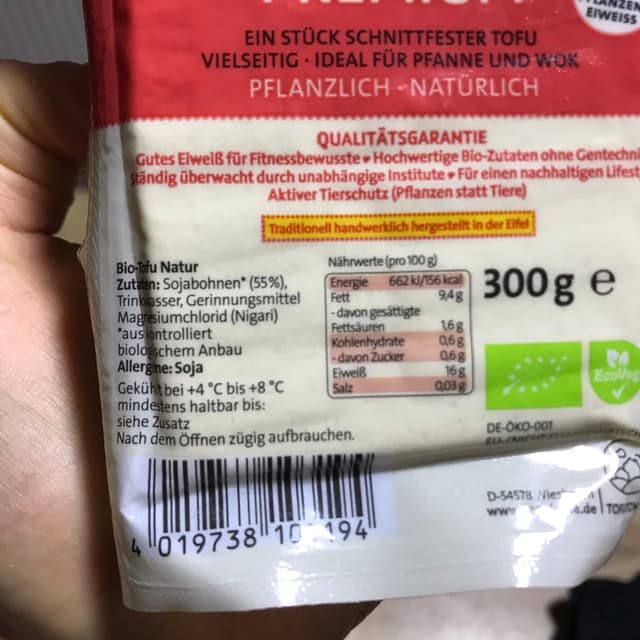 EIN STÜCK SCHNITTFESTER TOFU
VIELSEITIG · IDEAL FÜR PFANNE UND WOK
PFLANZLICH · NATÜRLICH
EIWEISS
QUALITÄTSGARANTIE
Gutes Eiweiß für Fitnessbewusste ♥ Hochwertige Bio-Zutaten ohne
Ständig überwacht durch unabhängige Institute ♥ Für einen nachhaltigen
Aktiver Tierschutz (Pflanzen statt Tiere)
Traditionell handwerklich hergestellt in der Eifel
Bio-Tofu Natur
Zutaten: Sojabohnen* (55%),
Trinkwasser, Gerinnungsmittel
Magnesiumchlorid (Nigari)
*aus kontrolliert
biologischem Anbau
Allergene: Soja
Gekühlt bei +4 °C bis +8 °C
mindestens haltbar bis:
siehe Zusatz
Nach dem Öffnen zügig aufbrauchen.
Nährwerte (pro 100 g)
Energie 662 kJ/156 kcal
Fett 9,4 g
- davon gesättigte
Fettsäuren 1,6 g
Kohlenhydrate 0,6 g
- davon Zucker 0,6 g
Eiweiß 16 g
Salz 0,03 g
300 g e
EcoVeg
DE-ÖKO-001
D-54578
4 019738 10 194